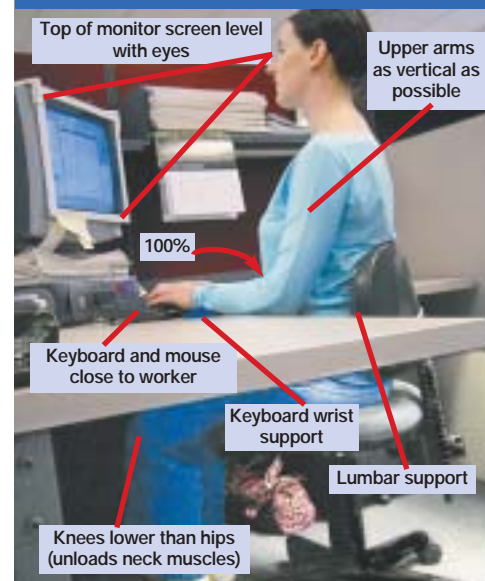 Top of monitor screen level
with eyes
Upper arms
as vertical as
possible
100%
Keyboard and mouse
close to worker
Keyboard wrist
support
Lumbar support
Knees lower than hips
(unloads neck muscles)